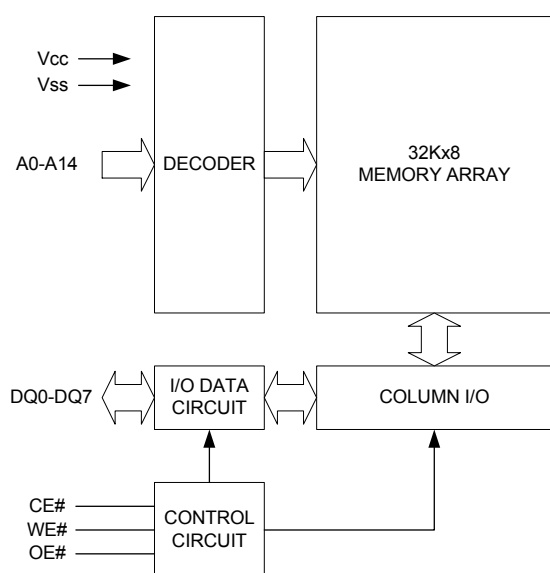 Vcc
Vss
A0-A14
DECODER
32Kx8
MEMORY ARRAY
DQ0-DQ7
I/O DATA
CIRCUIT
COLUMN I/O
CE#
WE#
OE#
CONTROL
CIRCUIT